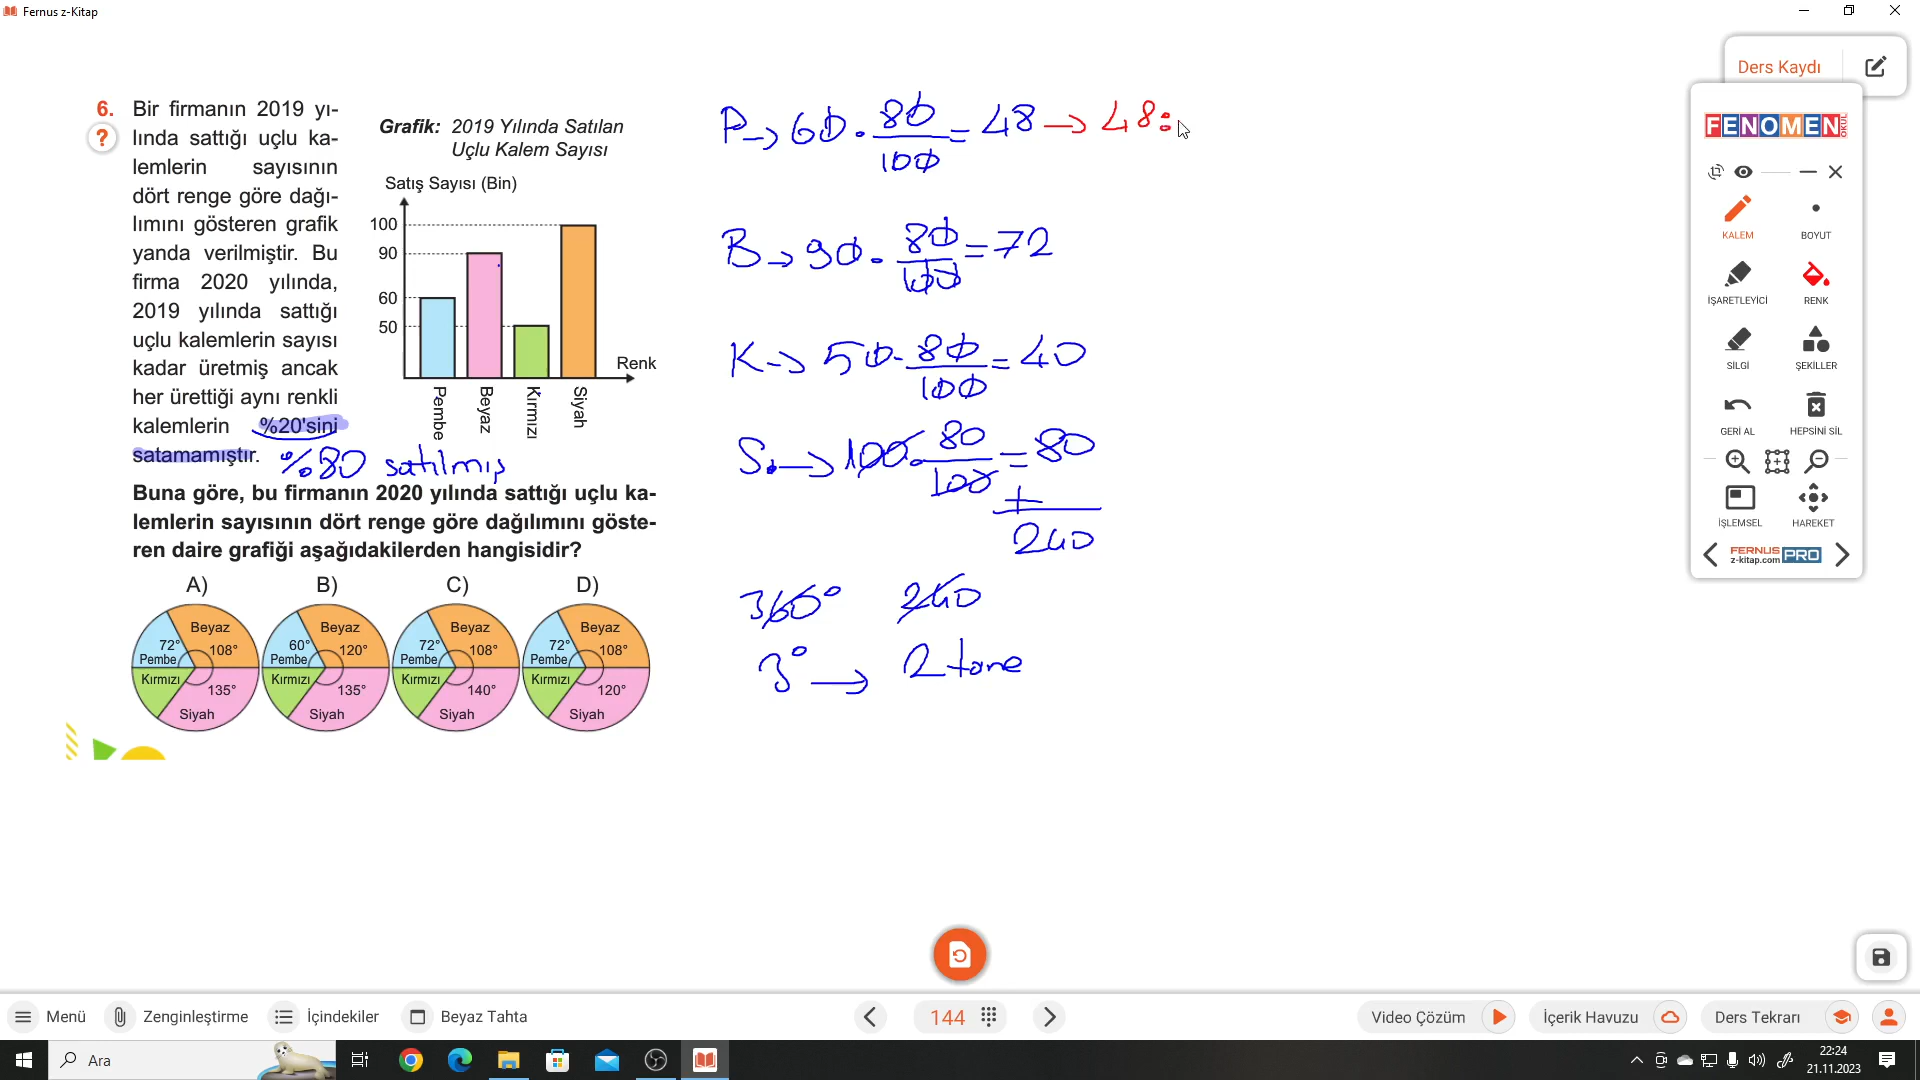 Fernus z-Kitap
Ders Kaydı
6. Bir firmanın 2019 yı-
? lında sattığı uçlu ka-
lemlerin sayısının
dört renge göre dağı-
lımını gösteren grafik
yanda verilmiştir. Bu
firma 2020 yılında,
2019 yılında sattığı
uçlu kalemlerin sayısı
kadar üretmiş ancak
her ürettiği aynı renkli
kalemlerin %20'sini
satamamıştır. %80 satılmış
Grafik: 2019 Yılında Satılan
Uçlu Kalem Sayısı
Satış Sayısı (Bin)
100
90
60
50
Renk
Pembe
Beyaz
Kırmızı
Siyah
Buna göre, bu firmanın 2020 yılında sattığı uçlu ka-
lemlerin sayısının dört renge göre dağılımını göste-
ren daire grafiği aşağıdakilerden hangisidir?
A) B) C) D)
Beyaz 108° 72° Pembe Kırmızı 135° Siyah
Beyaz 120° 60° Pembe Kırmızı 135° Siyah
Beyaz 108° 72° Pembe Kırmızı 140° Siyah
Beyaz 108° 72° Pembe Kırmızı 120° Siyah
P→ 60 . 80/100 = 48 → 48:
B→ 90 . 80/100 = 72
K→ 50 . 80/100 = 40
S. → 100 . 80/100 = 80
+
240
360° 240
3° → 2 tane
FENOMEN OKUL
KALEM BOYUT
İŞARETLEYİCİ RENK
SİLGİ ŞEKİLLER
GERİ AL HEPSİNİ SİL
İŞLEMSEL HAREKET
FERNUS PRO
z-kitap.com
Menü Zenginleştirme İçindekiler Beyaz Tahta 144 Video Çözüm İçerik Havuzu Ders Tekrarı
Ara
22:24
21.11.2023